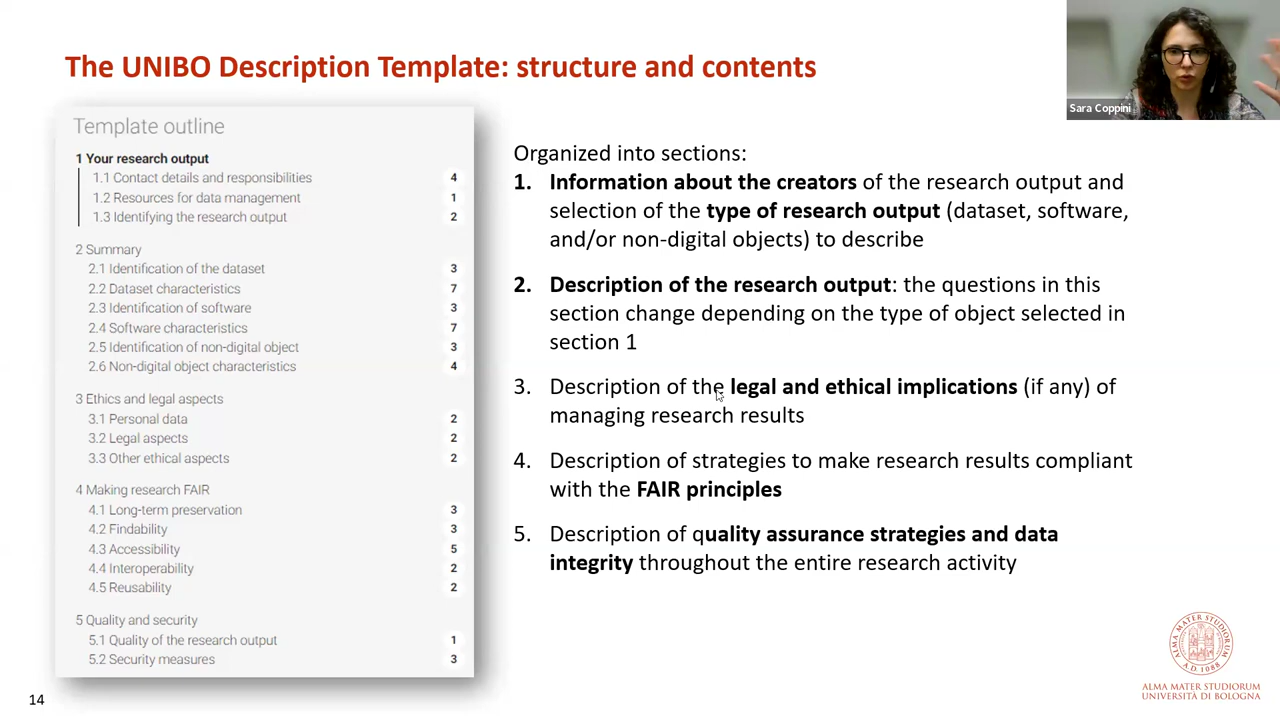 The UNIBO Description Template: structure and contents
Sara Coppini
Template outline
1 Your research output
1.1 Contact details and responsibilities 4
1.2 Resources for data management 1
1.3 Identifying the research output 2
2 Summary
2.1 Identification of the dataset 3
2.2 Dataset characteristics 7
2.3 Identification of software 3
2.4 Software characteristics 7
2.5 Identification of non-digital object 3
2.6 Non-digital object characteristics 4
3 Ethics and legal aspects
3.1 Personal data 2
3.2 Legal aspects 2
3.3 Other ethical aspects 2
4 Making research FAIR
4.1 Long-term preservation 3
4.2 Findability 3
4.3 Accessibility 5
4.4 Interoperability 2
4.5 Reusability 2
5 Quality and security
5.1 Quality of the research output 1
5.2 Security measures 3
Organized into sections:
1. Information about the creators of the research output and
selection of the type of research output (dataset, software,
and/or non-digital objects) to describe
2. Description of the research output: the questions in this
section change depending on the type of object selected in
section 1
3. Description of the legal and ethical implications (if any) of
managing research results
4. Description of strategies to make research results compliant
with the FAIR principles
5. Description of quality assurance strategies and data
integrity throughout the entire research activity
ALMA MATER STUDIORUM
A.D. 1088
ALMA MATER STUDIORUM
UNIVERSITÀ DI BOLOGNA
14